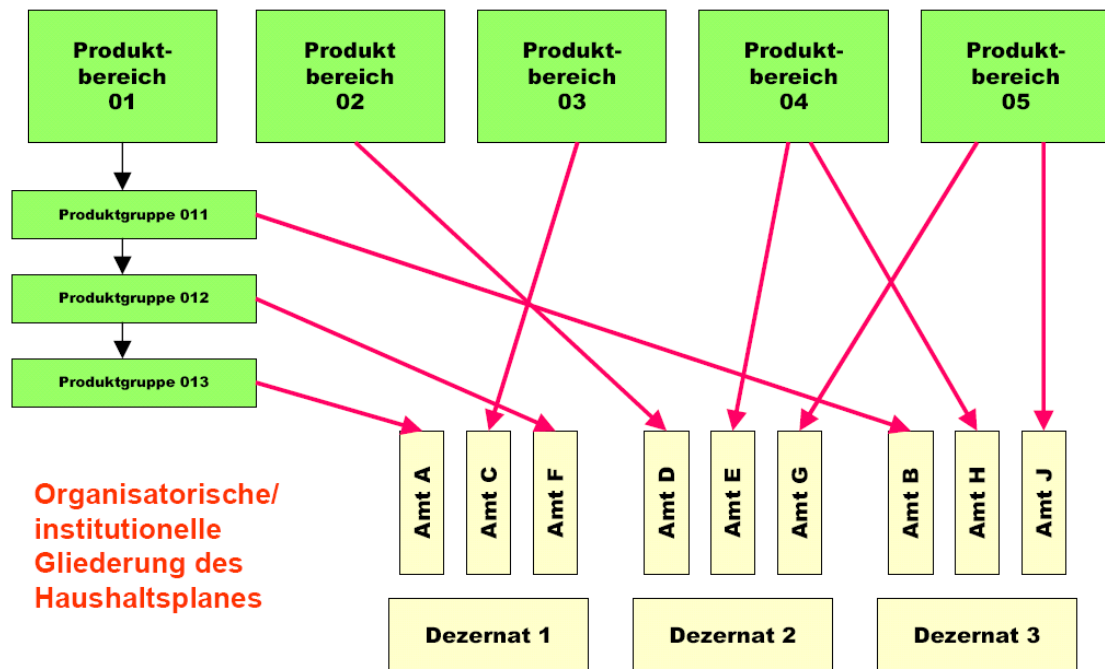 Produkt-
bereich
01
Produkt
bereich
02
Produkt-
bereich
03
Produkt-
bereich
04
Produkt-
bereich
05
Produktgruppe 011
Produktgruppe 012
Produktgruppe 013
Amt A
Amt C
Amt F
Amt D
Amt E
Amt G
Amt B
Amt H
Amt J
Organisatorische/
institutionelle
Gliederung des
Haushaltsplanes
Dezernat 1
Dezernat 2
Dezernat 3